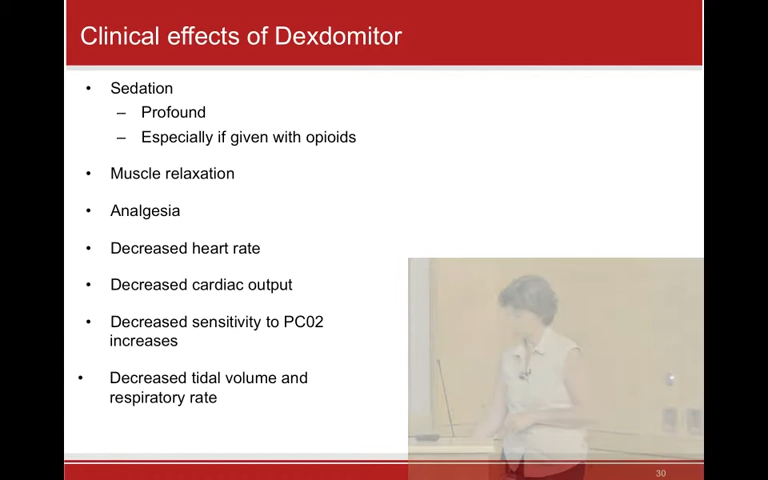 Clinical effects of Dexdomitor
• Sedation
– Profound
– Especially if given with opioids
• Muscle relaxation
• Analgesia
• Decreased heart rate
• Decreased cardiac output
• Decreased sensitivity to PC02
increases
• Decreased tidal volume and
respiratory rate
30